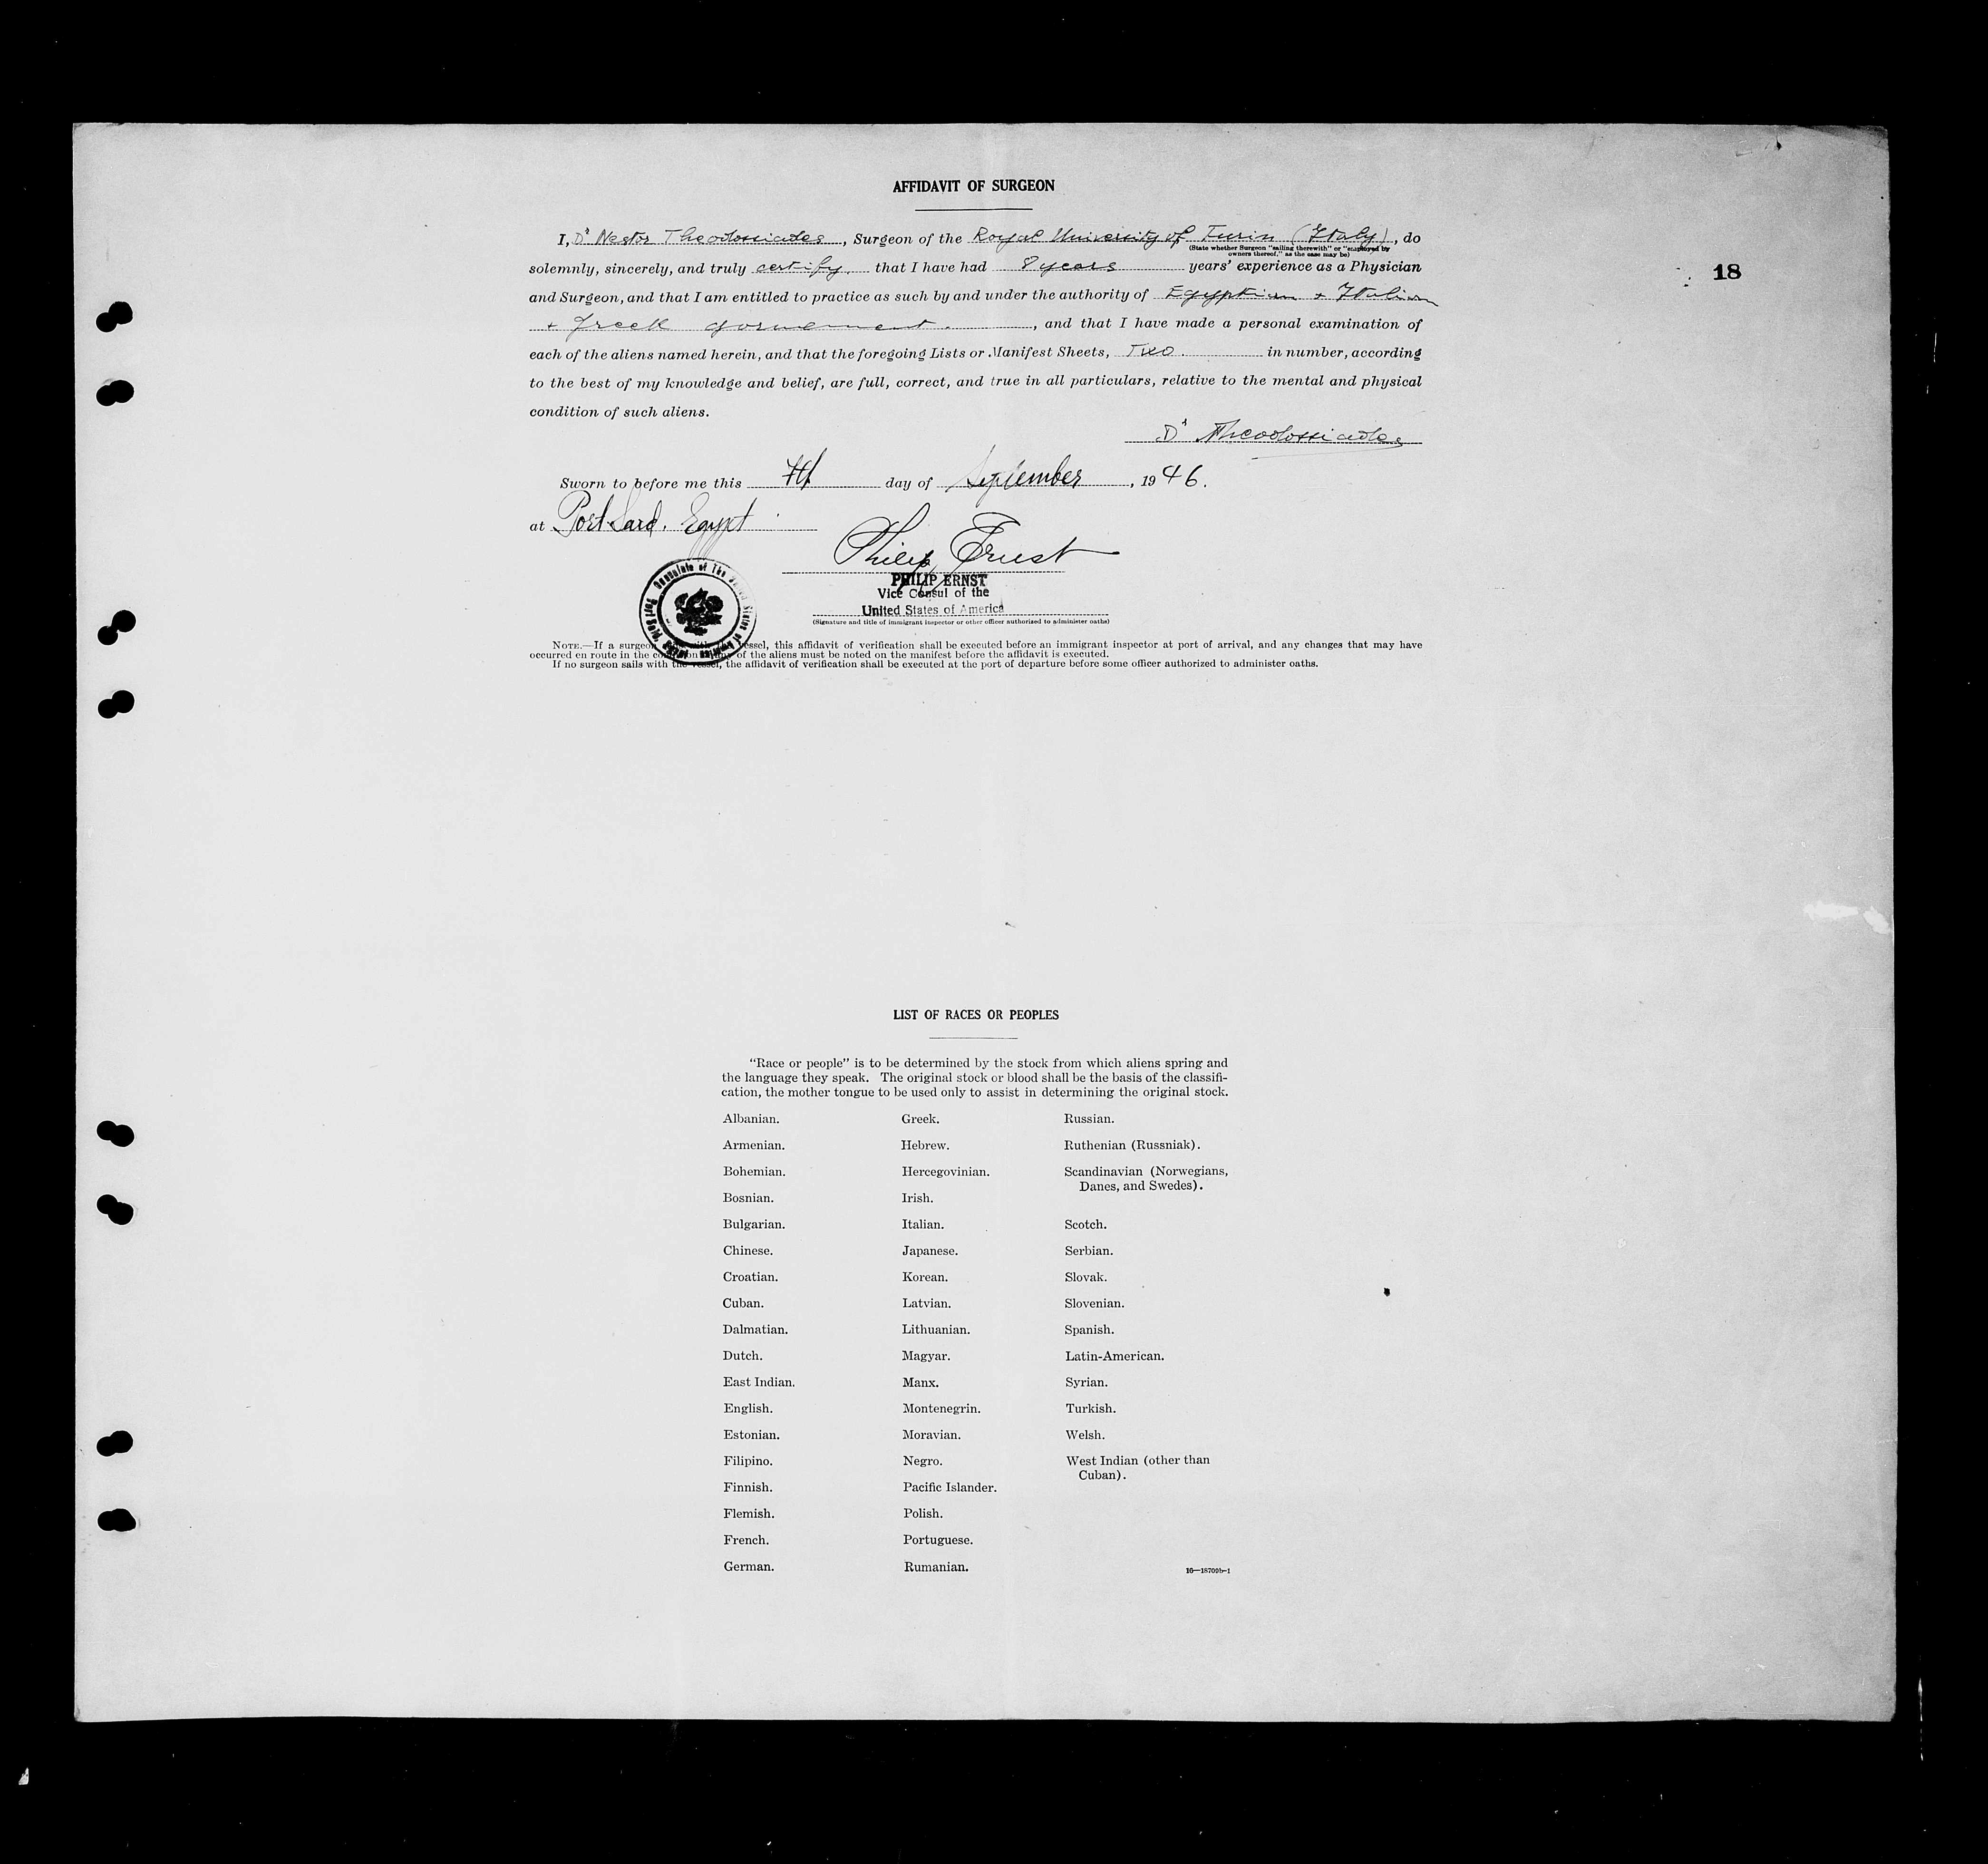 AFFIDAVIT OF SURGEON
I, Dr Nestor Theodossiades, Surgeon of the Royal University of Turin (Italy), do
(State whether Surgeon "sailing therewith" or "employed by
owners thereof," as the case may be)
solemnly, sincerely, and truly certify that I have had 8 years years' experience as a Physician
18
and Surgeon, and that I am entitled to practice as such by and under the authority of Egyptian + Italian
+ Greek gouvernement, and that I have made a personal examination of
each of the aliens named herein, and that the foregoing Lists or Manifest Sheets, Two in number, according
to the best of my knowledge and belief, are full, correct, and true in all particulars, relative to the mental and physical
condition of such aliens.
Dr Theodossiades
Sworn to before me this day of September, 1946.
at Port Said, Egypt
Philip Ernst
PHILIP ERNST
Vice Consul of the
United States of America
(Signature and title of immigrant inspector or other officer authorized to administer oaths)
Consulate of The United States of America Port Said, Egypt
NOTE.—If a surgeon vessel, this affidavit of verification shall be executed before an immigrant inspector at port of arrival, and any changes that may have
occurred en route in the condition of the aliens must be noted on the manifest before the affidavit is executed.
If no surgeon sails with the vessel, the affidavit of verification shall be executed at the port of departure before some officer authorized to administer oaths.
LIST OF RACES OR PEOPLES
"Race or people" is to be determined by the stock from which aliens spring and
the language they speak. The original stock or blood shall be the basis of the classifi-
cation, the mother tongue to be used only to assist in determining the original stock.
Albanian.
Armenian.
Bohemian.
Bosnian.
Bulgarian.
Chinese.
Croatian.
Cuban.
Dalmatian.
Dutch.
East Indian.
English.
Estonian.
Filipino.
Finnish.
Flemish.
French.
German.
Greek.
Hebrew.
Hercegovinian.
Irish.
Italian.
Japanese.
Korean.
Latvian.
Lithuanian.
Magyar.
Manx.
Montenegrin.
Moravian.
Negro.
Pacific Islander.
Polish.
Portuguese.
Rumanian.
Russian.
Ruthenian (Russniak).
Scandinavian (Norwegians,
Danes, and Swedes).
Scotch.
Serbian.
Slovak.
Slovenian.
Spanish.
Latin-American.
Syrian.
Turkish.
Welsh.
West Indian (other than
Cuban).
16—18709b-1